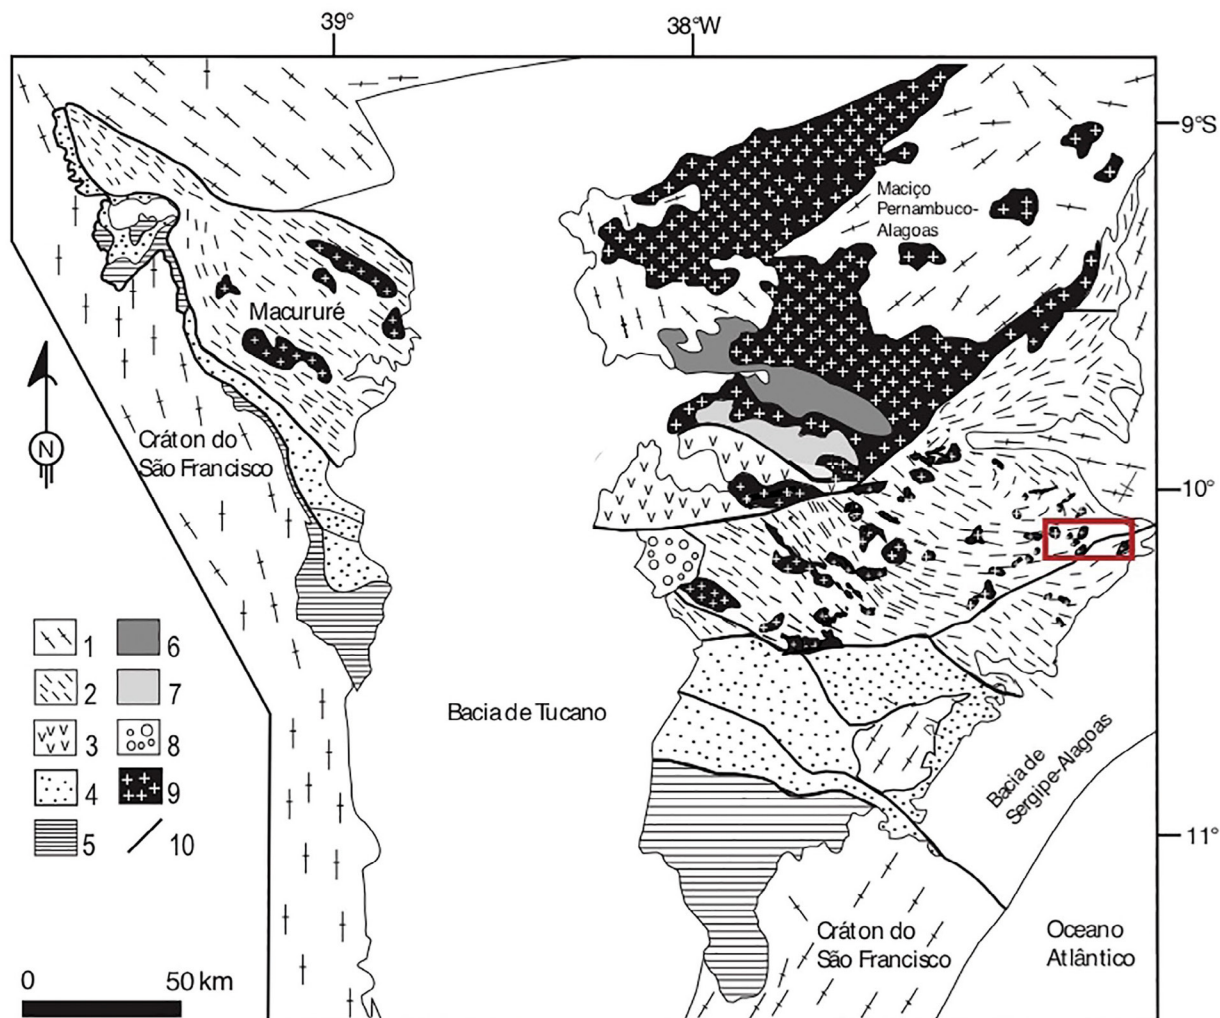 39°
38°W
9°S
Maciço
Pernambuco-
Alagoas
Macururé
N
Cráton do
São Francisco
10°
1
6
2
7
Bacia de Tucano
3
8
4
9
5
10
Bacia de
Sergipe-Alagoas
11°
Cráton do
São Francisco
Oceano
Atlântico
0
50 km